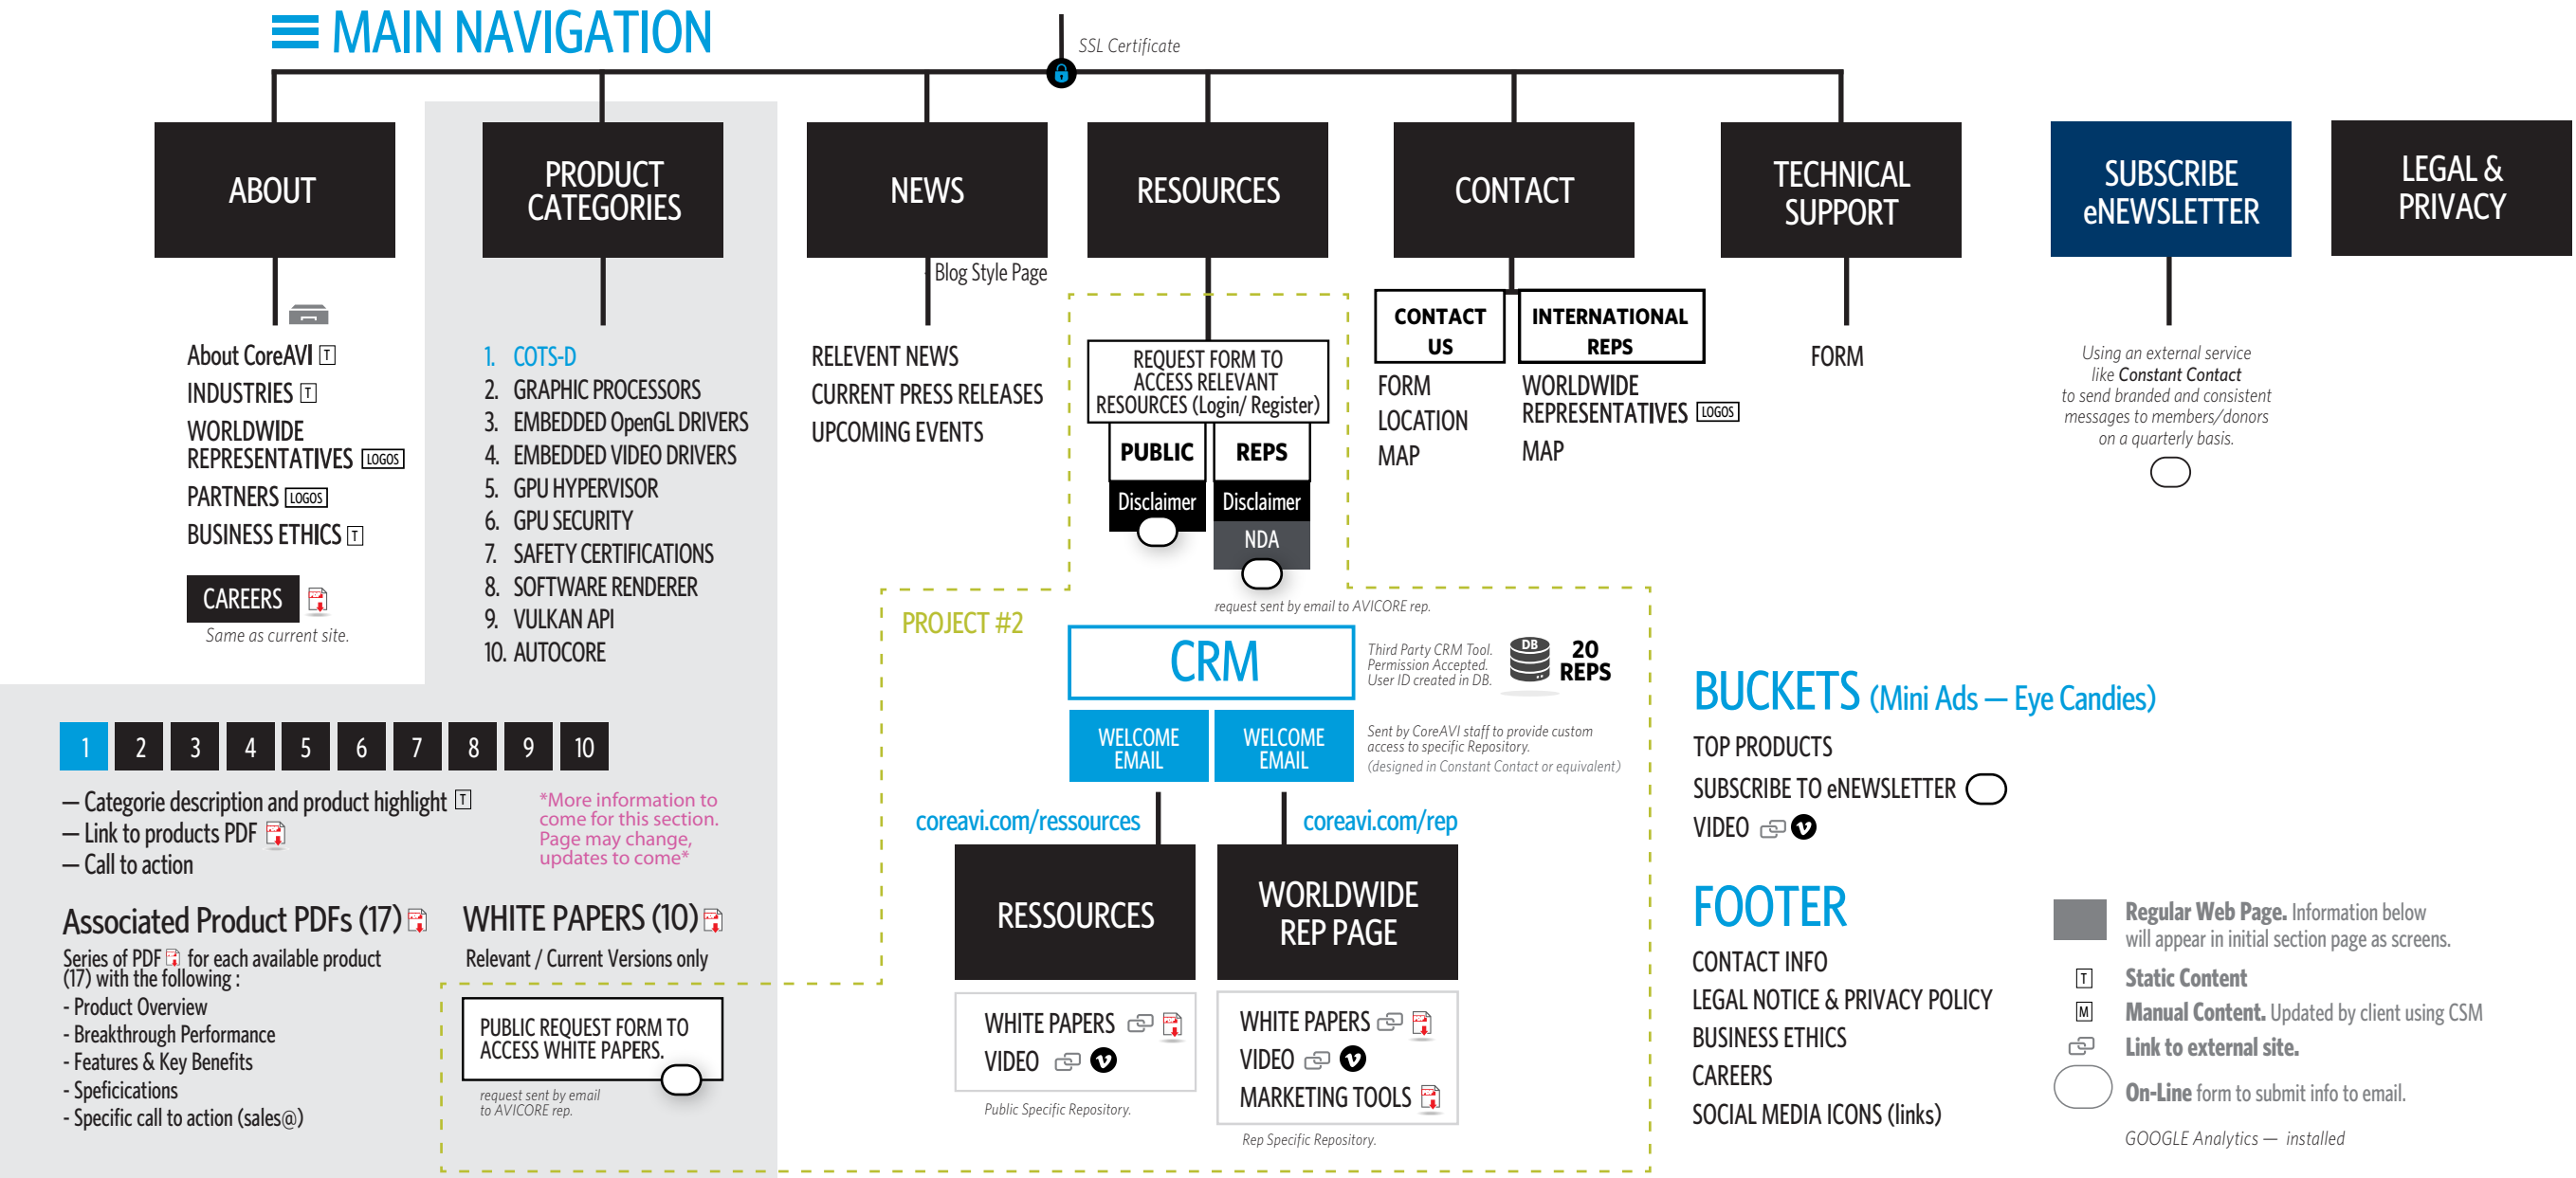 MAIN NAVIGATION
SSL Certificate
ABOUT
PRODUCT
CATEGORIES
NEWS
RESOURCES
CONTACT
TECHNICAL
SUPPORT
SUBSCRIBE
eNEWSLETTER
LEGAL &
PRIVACY
About CoreAVI T
INDUSTRIES T
WORLDWIDE
REPRESENTATIVES LOGOS
PARTNERS LOGOS
BUSINESS ETHICS T
CAREERS
Same as current site.
1. COTS-D
2. GRAPHIC PROCESSORS
3. EMBEDDED OpenGL DRIVERS
4. EMBEDDED VIDEO DRIVERS
5. GPU HYPERVISOR
6. GPU SECURITY
7. SAFETY CERTIFICATIONS
8. SOFTWARE RENDERER
9. VULKAN API
10. AUTOCORE
Blog Style Page
RELEVENT NEWS
CURRENT PRESS RELEASES
UPCOMING EVENTS
REQUEST FORM TO
ACCESS RELEVANT
RESOURCES (Login/ Register)
PUBLIC
REPS
Disclaimer
Disclaimer
NDA
request sent by email to AVICORE rep.
CONTACT
US
INTERNATIONAL
REPS
FORM
LOCATION
MAP
WORLDWIDE
REPRESENTATIVES LOGOS
MAP
FORM
Using an external service
like Constant Contact
to send branded and consistent
messages to members/donors
on a quarterly basis.
PROJECT #2
CRM
Third Party CRM Tool.
Permission Accepted.
User ID created in DB.
DB
20
REPS
WELCOME
EMAIL
WELCOME
EMAIL
Sent by CoreAVI staff to provide custom
access to specific Repository.
(designed in Constant Contact or equivalent)
coreavi.com/ressources
coreavi.com/rep
RESSOURCES
WORLDWIDE
REP PAGE
WHITE PAPERS
VIDEO
Public Specific Repository.
WHITE PAPERS
VIDEO
MARKETING TOOLS
Rep Specific Repository.
1 2 3 4 5 6 7 8 9 10
— Categorie description and product highlight T
— Link to products PDF
— Call to action
*More information to
come for this section.
Page may change,
updates to come*
Associated Product PDFs (17)
Series of PDF for each available product
(17) with the following :
- Product Overview
- Breakthrough Performance
- Features & Key Benefits
- Speficications
- Specific call to action (sales@)
WHITE PAPERS (10)
Relevant / Current Versions only
PUBLIC REQUEST FORM TO
ACCESS WHITE PAPERS.
request sent by email
to AVICORE rep.
BUCKETS (Mini Ads — Eye Candies)
TOP PRODUCTS
SUBSCRIBE TO eNEWSLETTER
VIDEO
FOOTER
CONTACT INFO
LEGAL NOTICE & PRIVACY POLICY
BUSINESS ETHICS
CAREERS
SOCIAL MEDIA ICONS (links)
Regular Web Page. Information below
will appear in initial section page as screens.
T Static Content
M Manual Content. Updated by client using CSM
Link to external site.
On-Line form to submit info to email.
GOOGLE Analytics — installed